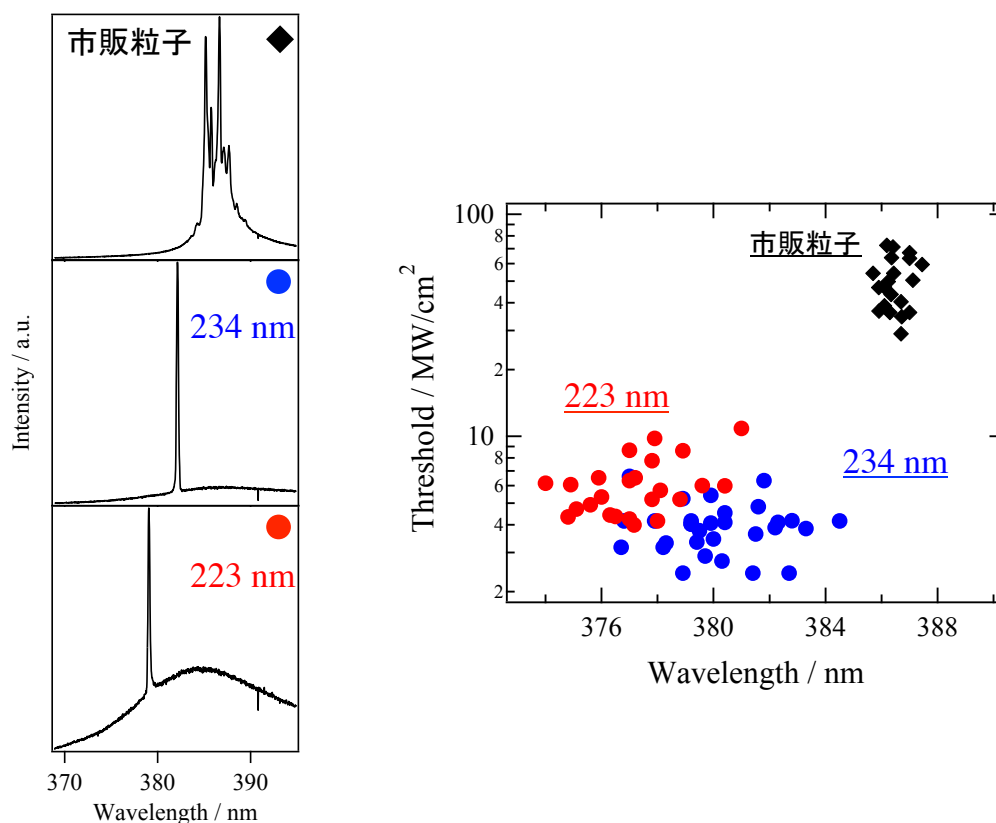 市販粒子
234 nm
223 nm
Intensity / a.u.
370 380 390
Wavelength / nm
100
8
6
4
2
10
8
6
4
2
Threshold / MW/cm²
市販粒子
223 nm
234 nm
376 380 384 388
Wavelength / nm